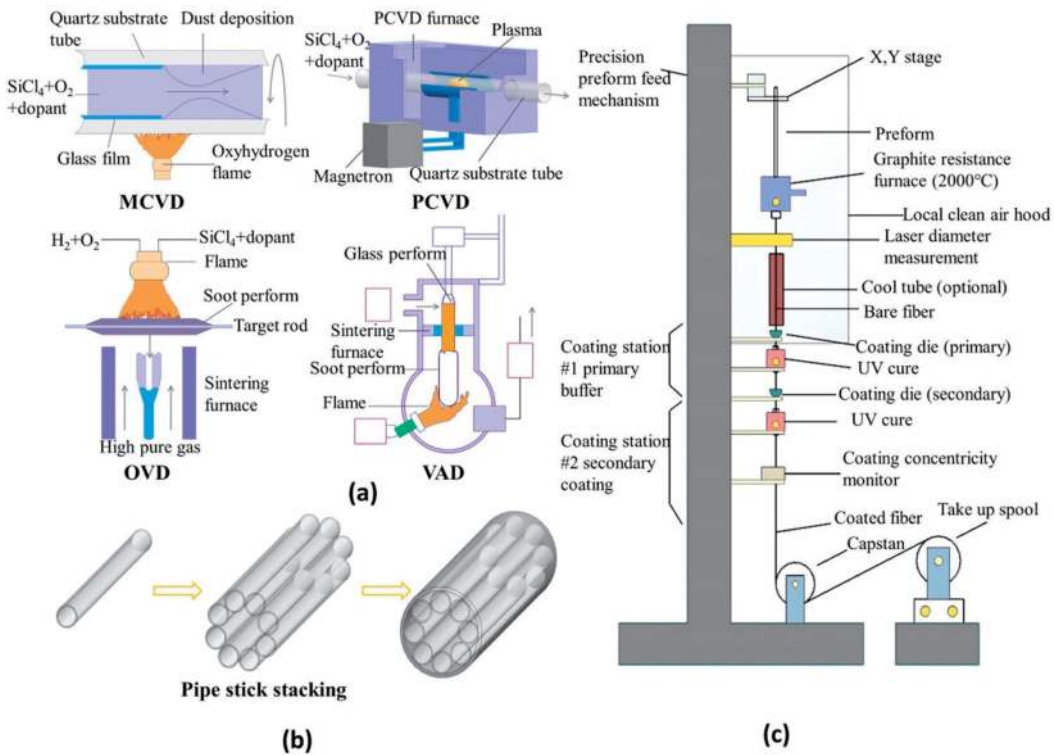 Quartz substrate
tube
Dust deposition
SiCl4+O2
+dopant
Glass film
Oxyhydrogen
flame
MCVD
PCVD furnace
SiCl4+O2
+dopant
Plasma
Magnetron
Quartz substrate tube
PCVD
H2+O2
SiCl4+dopant
Flame
Soot perform
Target rod
Sintering
furnace
High pure gas
OVD
Glass perform
Sintering
furnace
Soot perform
Flame
VAD
(a)
Pipe stick stacking
(b)
Precision
preform feed
mechanism
X,Y stage
Preform
Graphite resistance
furnace (2000°C)
Local clean air hood
Laser diameter
measurement
Cool tube (optional)
Bare fiber
Coating station
#1 primary
buffer
Coating die (primary)
UV cure
Coating die (secondary)
UV cure
Coating station
#2 secondary
coating
Coating concentricity
monitor
Coated fiber
Take up spool
Capstan
(c)